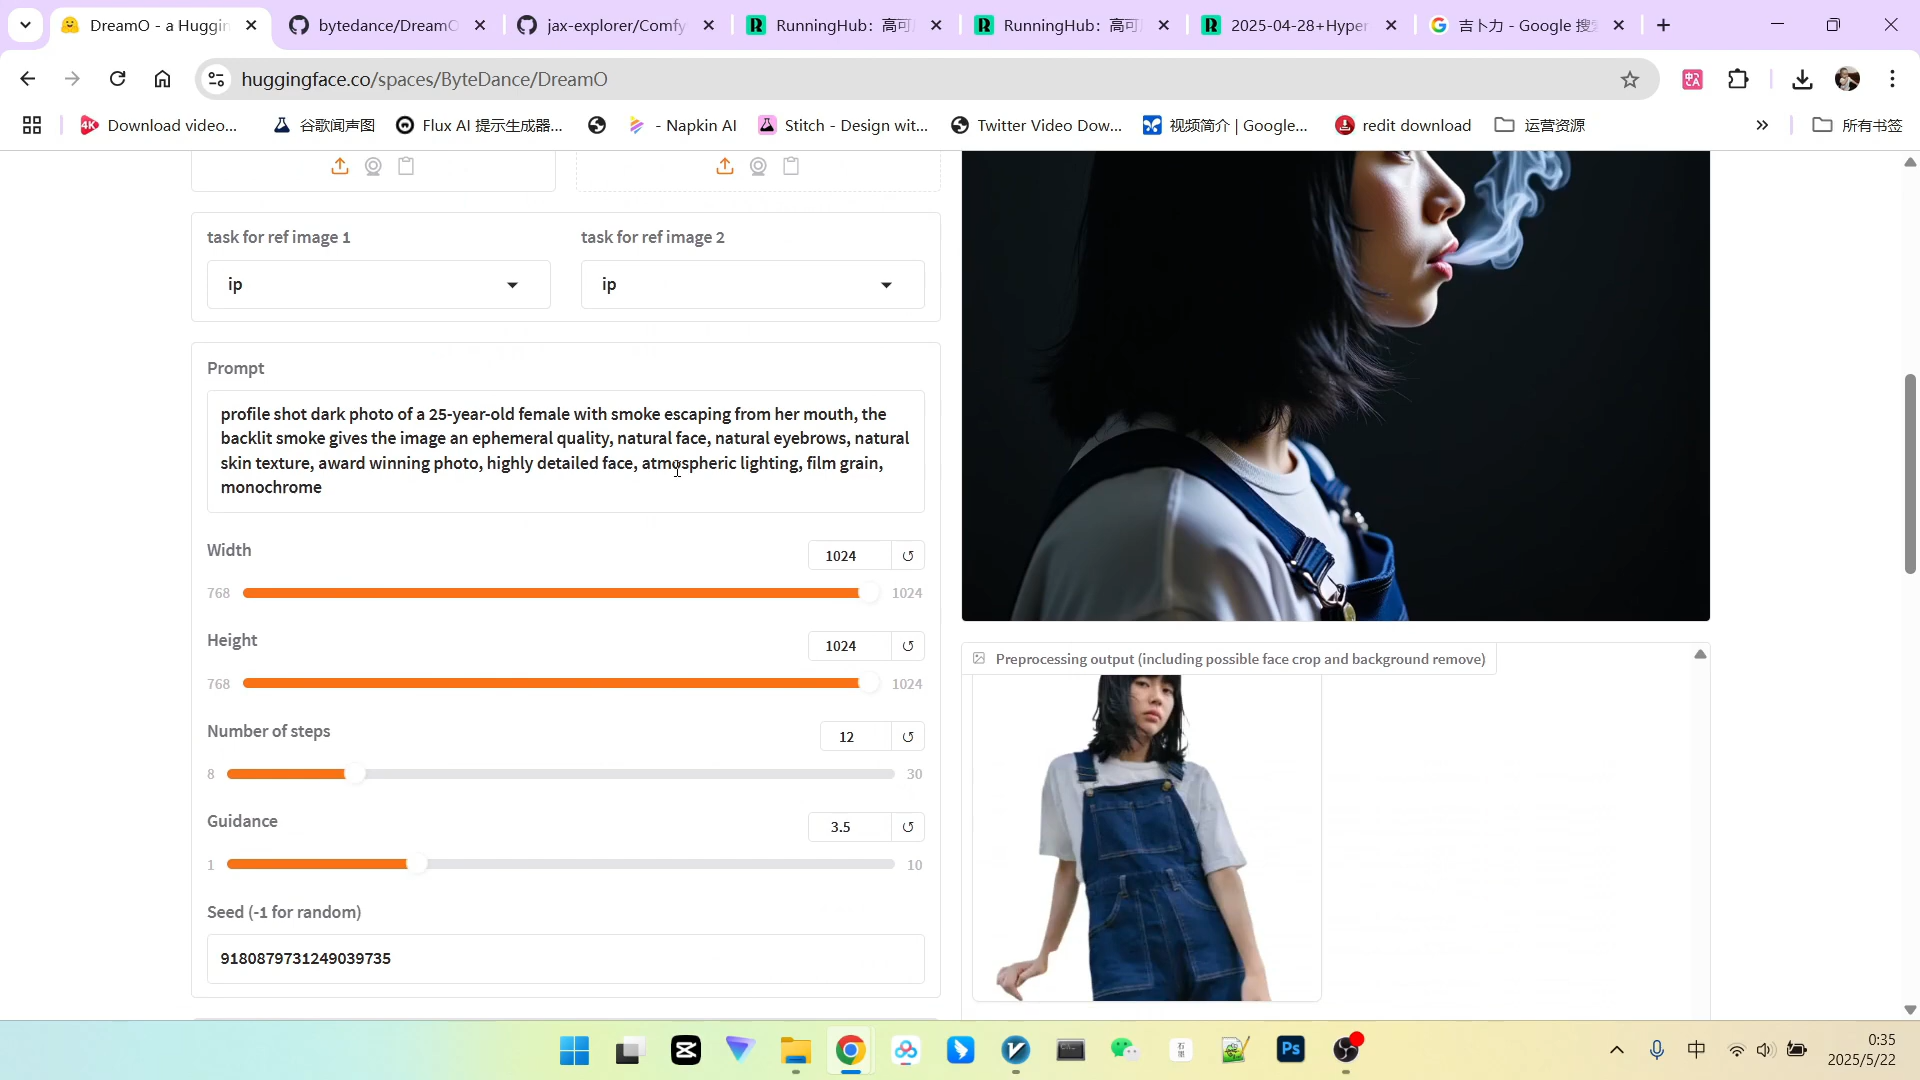 DreamO - a Huggin
bytedance/DreamO
jax-explorer/Comfy
RunningHub：高可
RunningHub：高可
2025-04-28+Hyper
吉卜力 - Google 搜
huggingface.co/spaces/ByteDance/DreamO
Download video...
谷歌闻声图
Flux AI 提示生成器...
- Napkin AI
Stitch - Design wit...
Twitter Video Dow...
视频简介 | Google...
redit download
运营资源
所有书签
task for ref image 1
task for ref image 2
ip
ip
Prompt
profile shot dark photo of a 25-year-old female with smoke escaping from her mouth, the
backlit smoke gives the image an ephemeral quality, natural face, natural eyebrows, natural
skin texture, award winning photo, highly detailed face, atmospheric lighting, film grain,
monochrome
Width
1024
768
1024
Height
1024
768
1024
Number of steps
12
8
30
Guidance
3.5
1
10
Seed (-1 for random)
9180879731249039735
Preprocessing output (including possible face crop and background remove)
Ps
中
0:35
2025/5/22